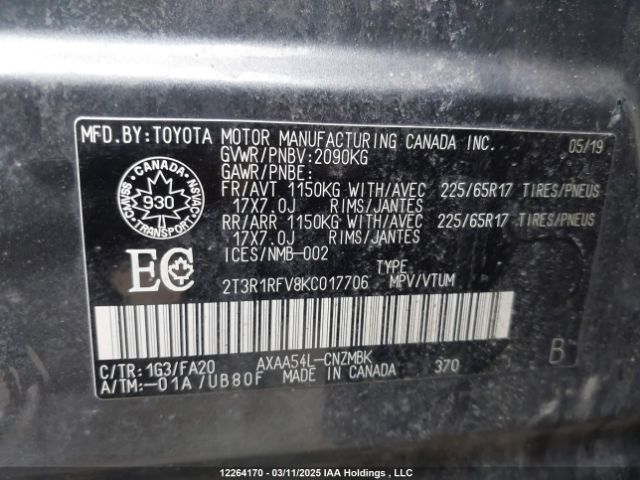 MFD.BY:TOYOTA MOTOR MANUFACTURING CANADA INC. 05/19
GVWR/PNBV:2090KG
GAWR/PNBE:
FR/AVT 1150KG WITH/AVEC 225/65R17 TIRES/PNEUS
17X7.0J RIMS/JANTES
RR/ARR 1150KG WITH/AVEC 225/65R17 TIRES/PNEUS
17X7.0J RIMS/JANTES
ICES/NMB-002
CANADA
CMVSS NSVAC
930
TRANSPORT
EC
TYPE
2T3R1RFV8KC017706 MPV/VTUM
B
C/TR:1G3/FA20 AXAA54L-CNZMBK 370
A/TM:-01A/UB80F MADE IN CANADA
12264170 - 03/11/2025 IAA Holdings , LLC